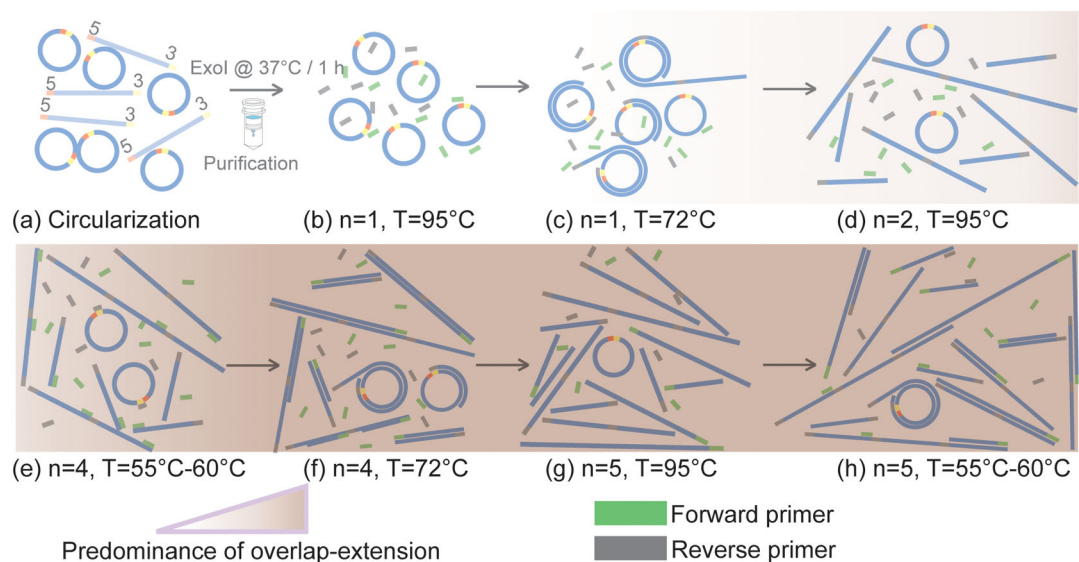 5 3
5 3
5 3
5 3
ExoI @ 37°C / 1 h
Purification
(a) Circularization
(b) n=1, T=95°C
(c) n=1, T=72°C
(d) n=2, T=95°C
(e) n=4, T=55°C-60°C
(f) n=4, T=72°C
(g) n=5, T=95°C
(h) n=5, T=55°C-60°C
Predominance of overlap-extension
Forward primer
Reverse primer